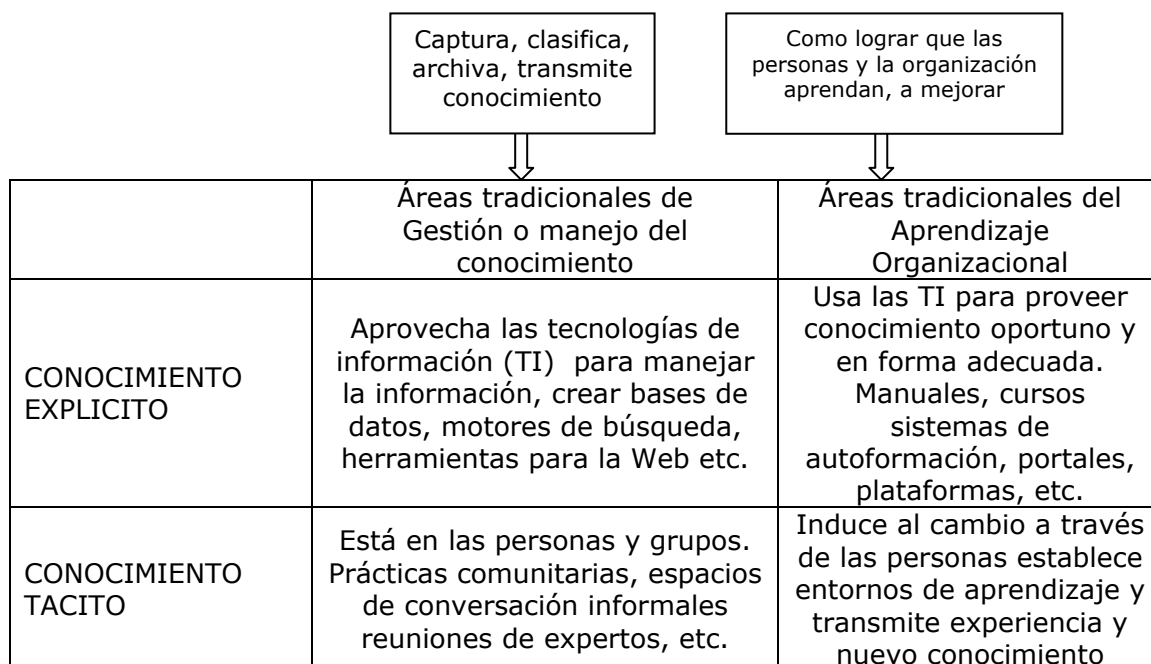 Captura, clasifica,
archiva, transmite
conocimiento
Como lograr que las
personas y la organización
aprendan, a mejorar
Áreas tradicionales de
Gestión o manejo del
conocimiento
Áreas tradicionales del
Aprendizaje
Organizacional
CONOCIMIENTO
EXPLICITO
Aprovecha las tecnologías de
información (TI)  para manejar
la información, crear bases de
datos, motores de búsqueda,
herramientas para la Web etc.
Usa las TI para proveer
conocimiento oportuno y
en forma adecuada.
Manuales, cursos
sistemas de
autoformación, portales,
plataformas, etc.
CONOCIMIENTO
TACITO
Está en las personas y grupos.
Prácticas comunitarias, espacios
de conversación informales
reuniones de expertos, etc.
Induce al cambio a través
de las personas establece
entornos de aprendizaje y
transmite experiencia y
nuevo conocimiento